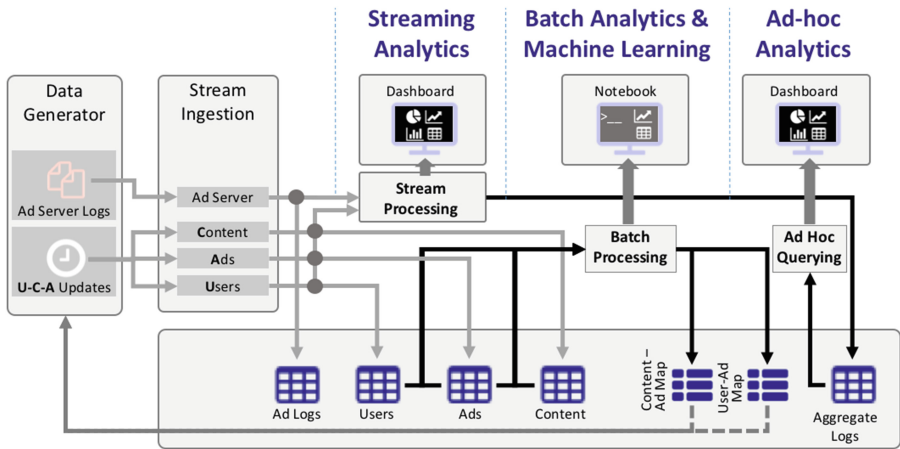 Streaming
Analytics
Batch Analytics &
Machine Learning
Ad-hoc
Analytics
Data
Generator
Stream
Ingestion
Dashboard
Notebook
>__
Dashboard
Ad Server Logs
U-C-A Updates
Ad Server
Content
Ads
Users
Stream
Processing
Batch
Processing
Ad Hoc
Querying
Ad Logs
Users
Ads
Content
Content –
Ad Map
User-Ad
Map
Aggregate
Logs